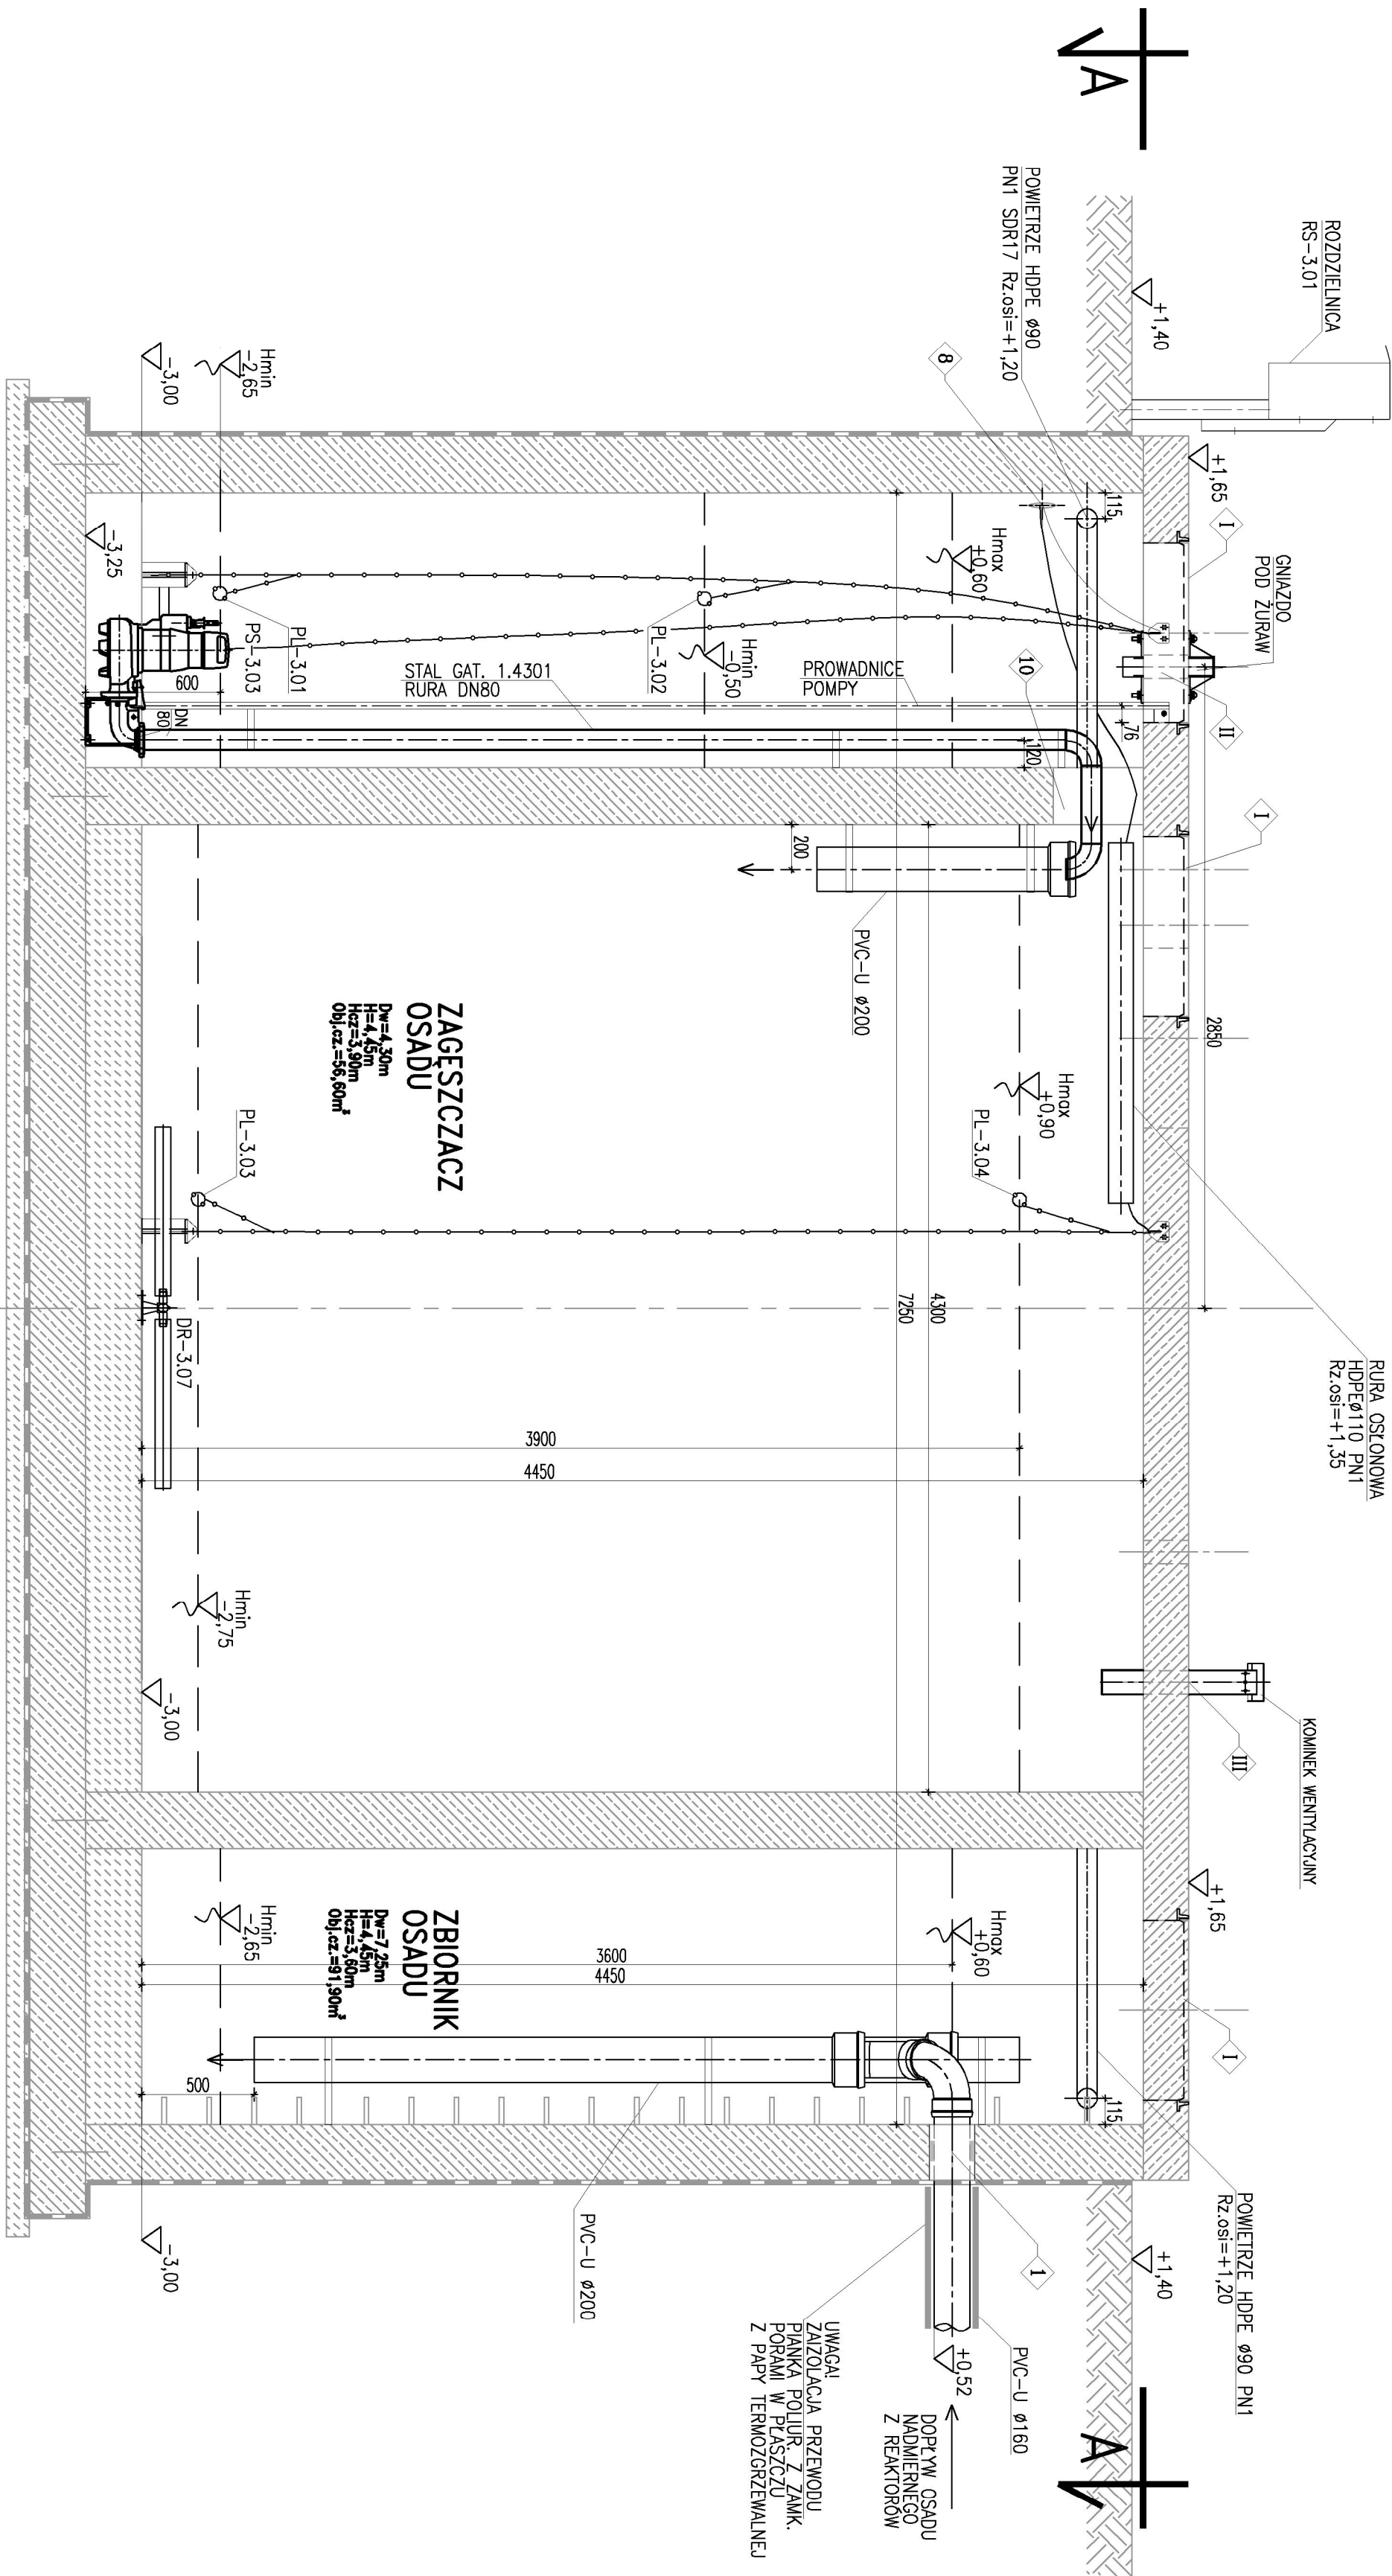 A
ROZDZIELNICA
RS-3.01
POWIETRZE HDPE ø90
PN1 SDR17 Rz.osi=+1,20
+1,40
8
+1,65
I
GNIAZDO
POD ŻURAW
II
I
115
Hmax
+0,60
Hmin
-2,65
-3,00
-3,25
PL-3.01
PS-3.03
600
DN
80
STAL GAT. 1.4301
RURA DN80
PL-3.02
Hmin
-0,50
PROWADNICE
POMPY
10
76
120
200
PVC-U ø200
2850
Hmax
+0,90
PL-3.04
ZAGĘSZCZACZ
OSADU
Dw=4,30m
H=4,45m
Hcz=3,90m
Obj.cz.=56,60m³
PL-3.03
DR-3.07
4300
7250
3900
4450
RURA OSŁONOWA
HDPEø110 PN1
Rz.osi=+1,35
Hmin
-2,75
-3,00
KOMINEK WENTYLACYJNY
III
+1,65
I
Hmax
+0,60
Hmin
-2,65
ZBIORNIK
OSADU
Dw=7,25m
H=4,45m
Hcz=3,60m
Obj.cz.=91,90m³
3600
4450
500
115
PVC-U ø200
-3,00
POWIETRZE HDPE ø90 PN1
Rz.osi=+1,20
+1,40
1
PVC-U ø160
+0,52
DOPŁYW OSADU
NADMIERNEGO
Z REAKTORÓW
UWAGA!
ZAIZOLACJA PRZEWODU
PIANKA POLIUR. Z ZAMK.
PORAMI W PŁASZCZU
Z PAPY TERMOZGRZEWALNEJ
A